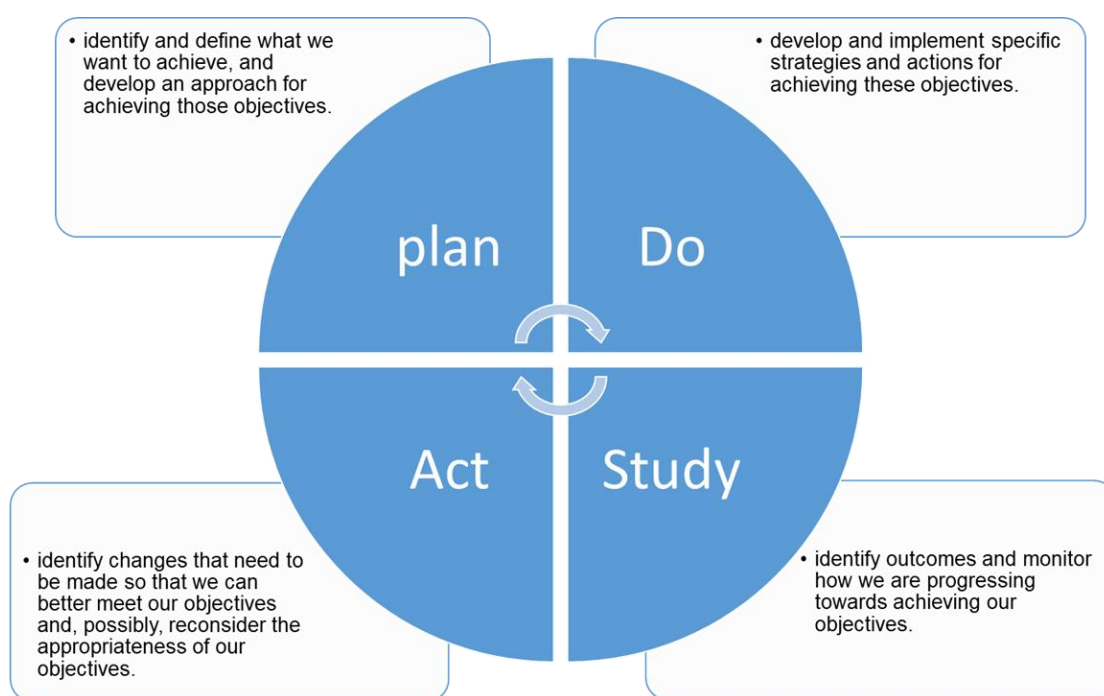 • identify and define what we
want to achieve, and
develop an approach for
achieving those objectives.
• develop and implement specific
strategies and actions for
achieving these objectives.
plan
Do
Act
Study
• identify changes that need to
be made so that we can
better meet our objectives
and, possibly, reconsider the
appropriateness of our
objectives.
• identify outcomes and monitor
how we are progressing
towards achieving our
objectives.